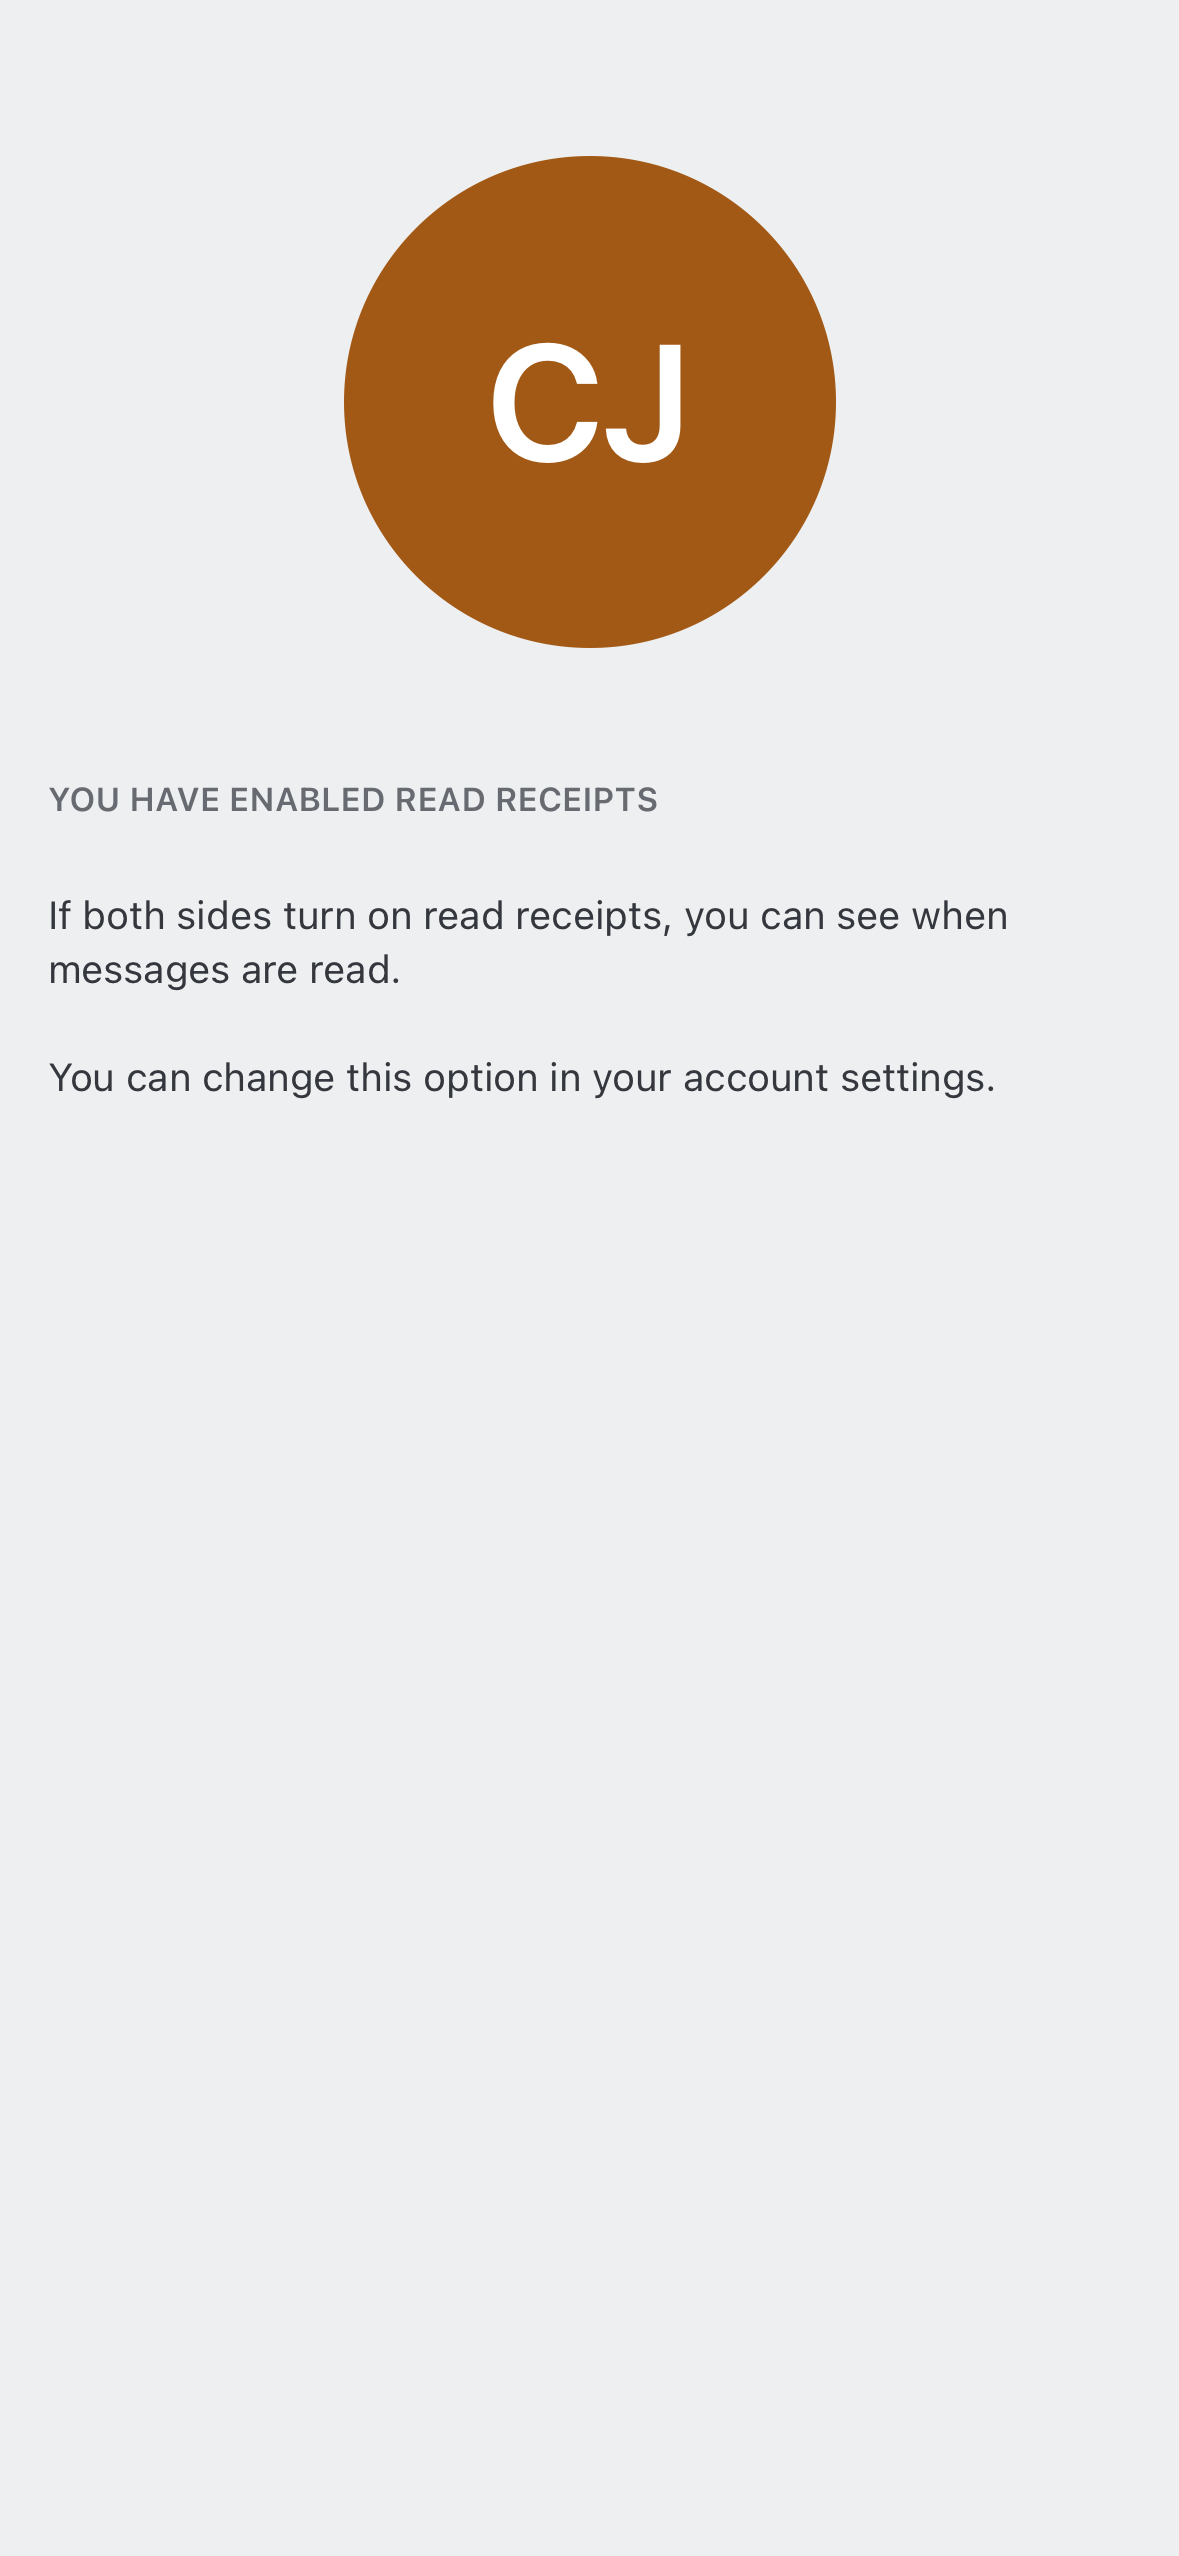 CJ
YOU HAVE ENABLED READ RECEIPTS
If both sides turn on read receipts, you can see when
messages are read.
You can change this option in your account settings.